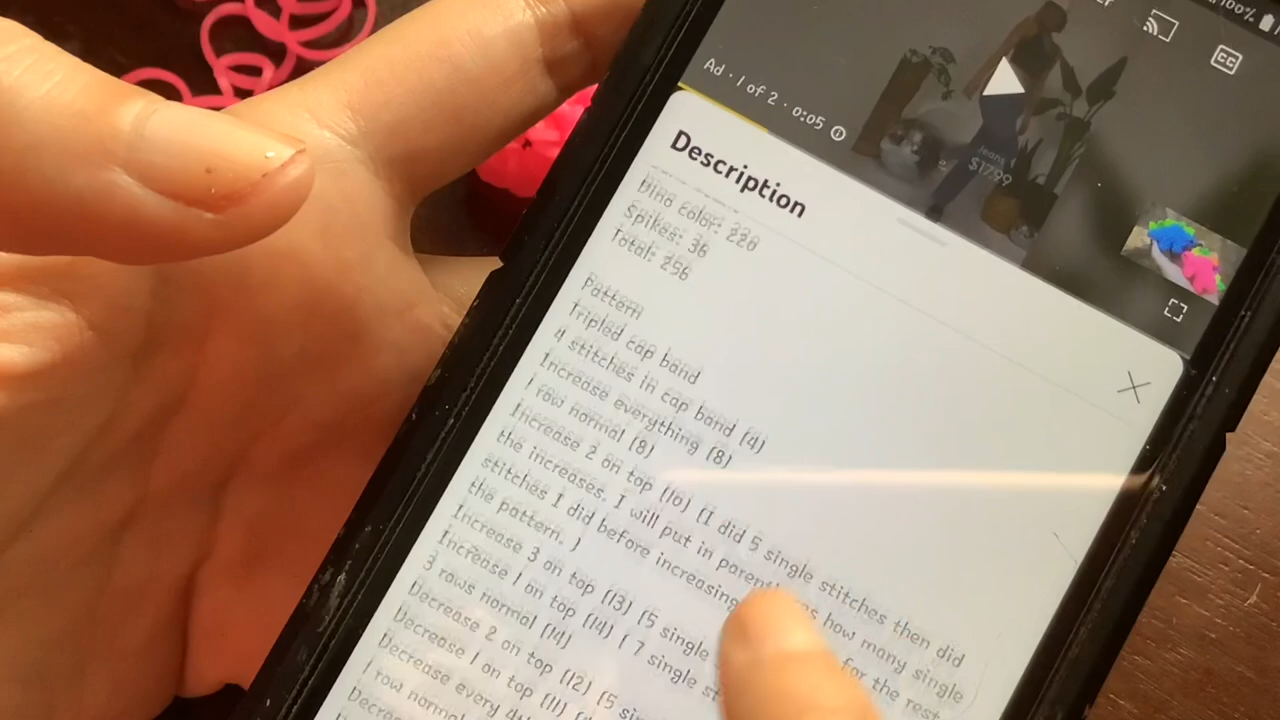 100%
Ad · 1 of 2 · 0:05
CC
Jeans
$17.99
Description
Dino color: 220
Spikes: 36
Total: 256
Pattern
Tripled cap band
4 stitches in cap band (4)
Increase everything (8)
1 row normal (8)
Increase 2 on top (10) (I did 5 single stitches then did
the increases. I will put in parentheses how many single
stitches I did before increasing for the rest
the pattern. )
Increase 3 on top (13) (5 single
Increase 1 on top (14) ( 7 single
3 rows normal (14)
Decrease 2 on top (12) (5
Decrease 1 on top (11)
Decrease every 4th
1 row normal